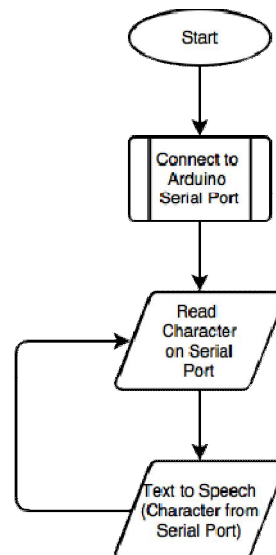 Start
Connect to
Arduino
Serial Port
Read
Character
on Serial
Port
Text to Speech
(Character from
Serial Port)